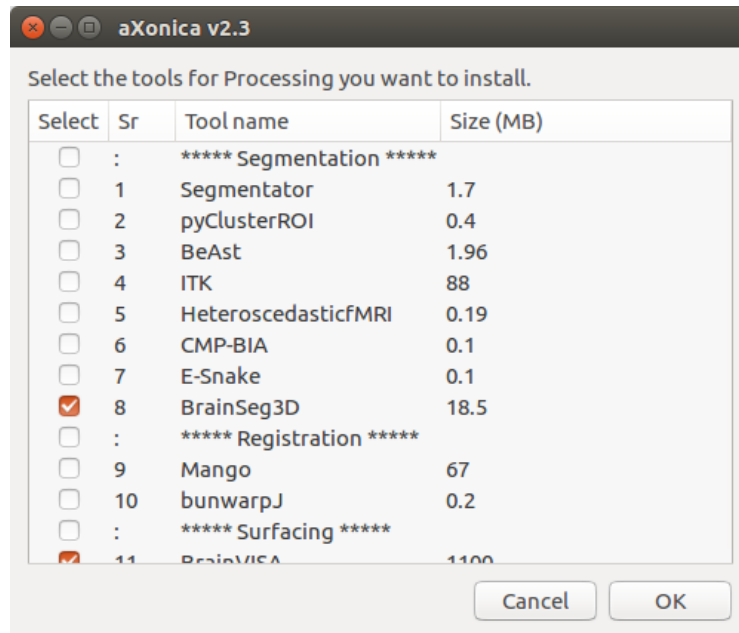 aXonica v2.3
Select the tools for Processing you want to install.
Select Sr Tool name Size (MB)
: ***** Segmentation *****
1 Segmentator 1.7
2 pyClusterROI 0.4
3 BeAst 1.96
4 ITK 88
5 HeteroscedasticfMRI 0.19
6 CMP-BIA 0.1
7 E-Snake 0.1
8 BrainSeg3D 18.5
: ***** Registration *****
9 Mango 67
10 bunwarpJ 0.2
: ***** Surfacing *****
11 BrainVISA 1100
Cancel OK